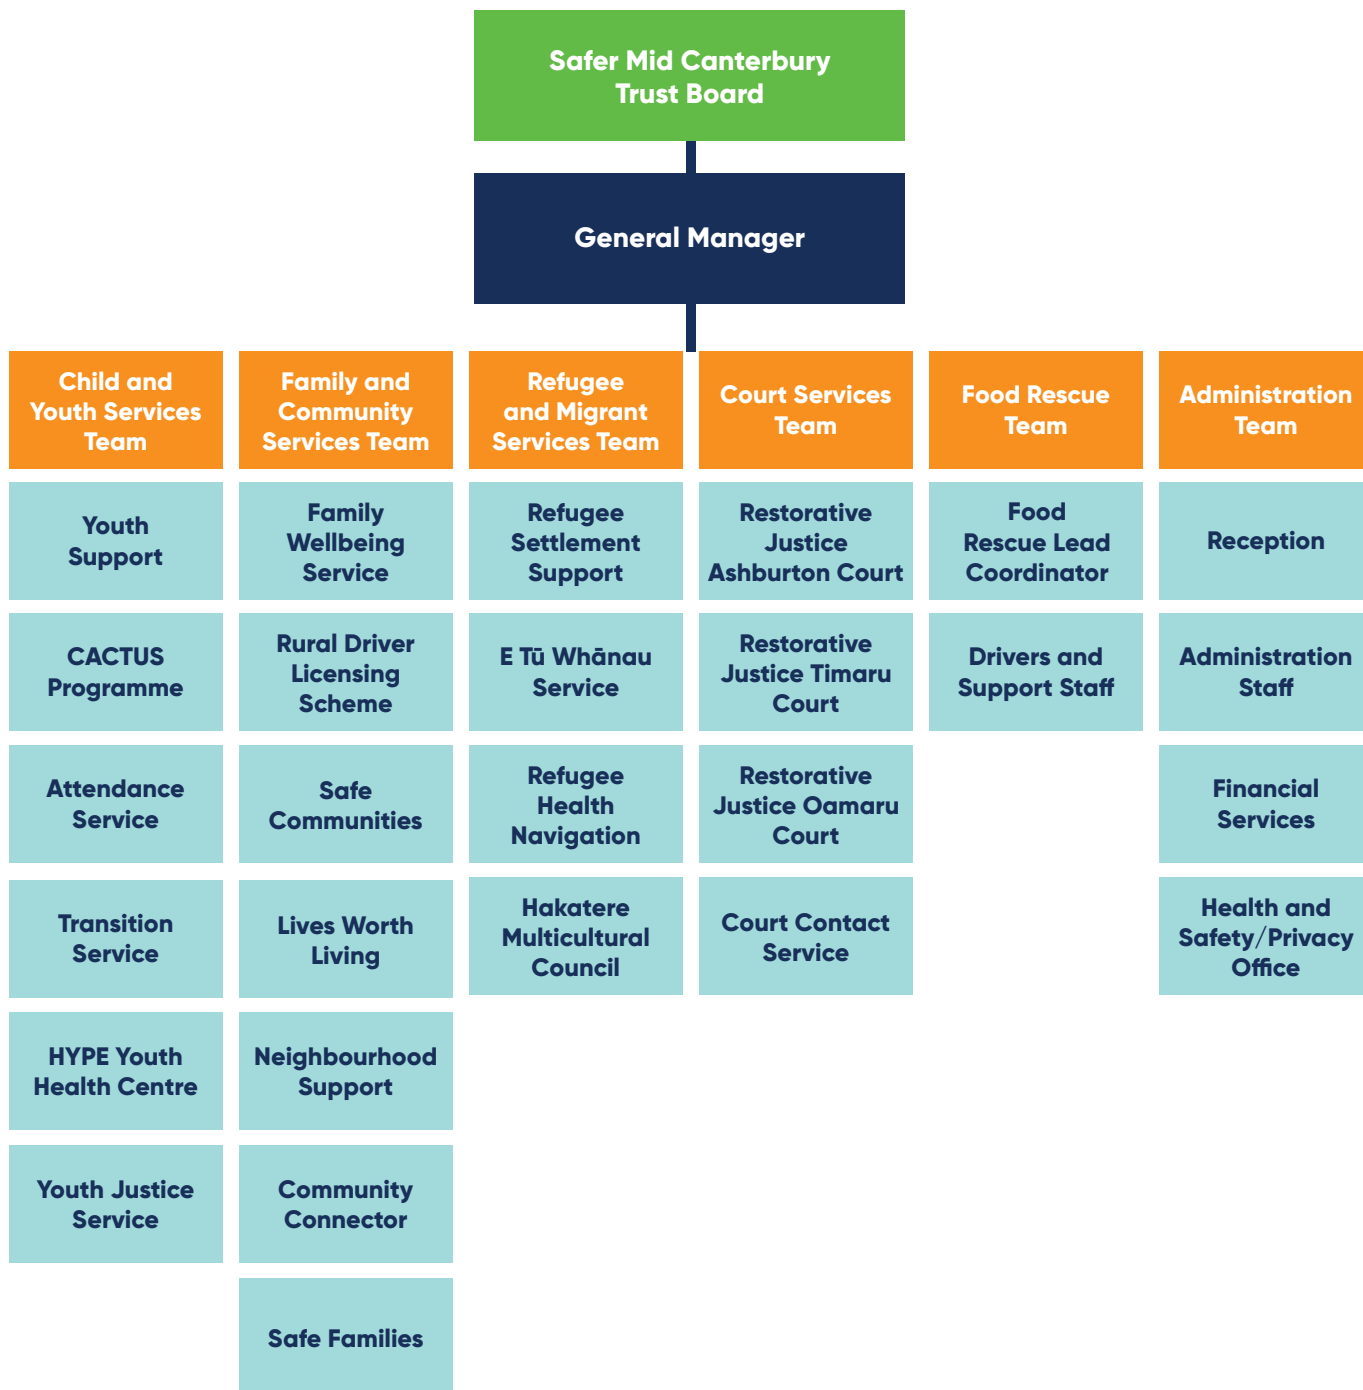 Safer Mid Canterbury
Trust Board
General Manager
Child and
Youth Services
Team
Youth
Support
CACTUS
Programme
Attendance
Service
Transition
Service
HYPE Youth
Health Centre
Youth Justice
Service
Family and
Community
Services Team
Family
Wellbeing
Service
Rural Driver
Licensing
Scheme
Safe
Communities
Lives Worth
Living
Neighbourhood
Support
Community
Connector
Safe Families
Refugee
and Migrant
Services Team
Refugee
Settlement
Support
E Tū Whānau
Service
Refugee
Health
Navigation
Hakatere
Multicultural
Council
Court Services
Team
Restorative
Justice
Ashburton Court
Restorative
Justice Timaru
Court
Restorative
Justice Oamaru
Court
Court Contact
Service
Food Rescue
Team
Food
Rescue Lead
Coordinator
Drivers and
Support Staff
Administration
Team
Reception
Administration
Staff
Financial
Services
Health and
Safety/Privacy
Office